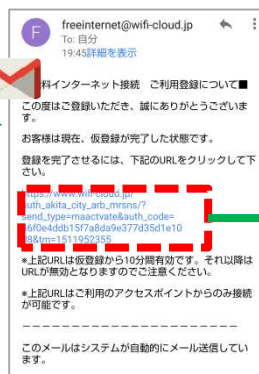 F
freeinternet@wifi-cloud.jp
To: 自分
19:45詳細を表示
料インターネット接続 ご利用登録について■
この度はご登録いただき、誠にありがとうございま
す。
お客様は現在、仮登録が完了した状態です。
登録を完了させるには、下記のURLをクリックして下
さい。
https://www.wifi-cloud.jp/
auth_akita_city_arb_mrsns/?
send_type=maactvate&auth_code=
46f0e4ddb15f7a8da9e377d35d1e10
&tm=1511952355
*上記URLは仮登録から10分間有効です。それ以降は
URLが無効となりますのでご注意ください。
*上記URLはご利用のアクセスポイントからのみ接続
が可能です。
－－－－－－－－－－－－－－－－－－－－－－－
このメールはシステムが自動的にメール送信してい
ます。